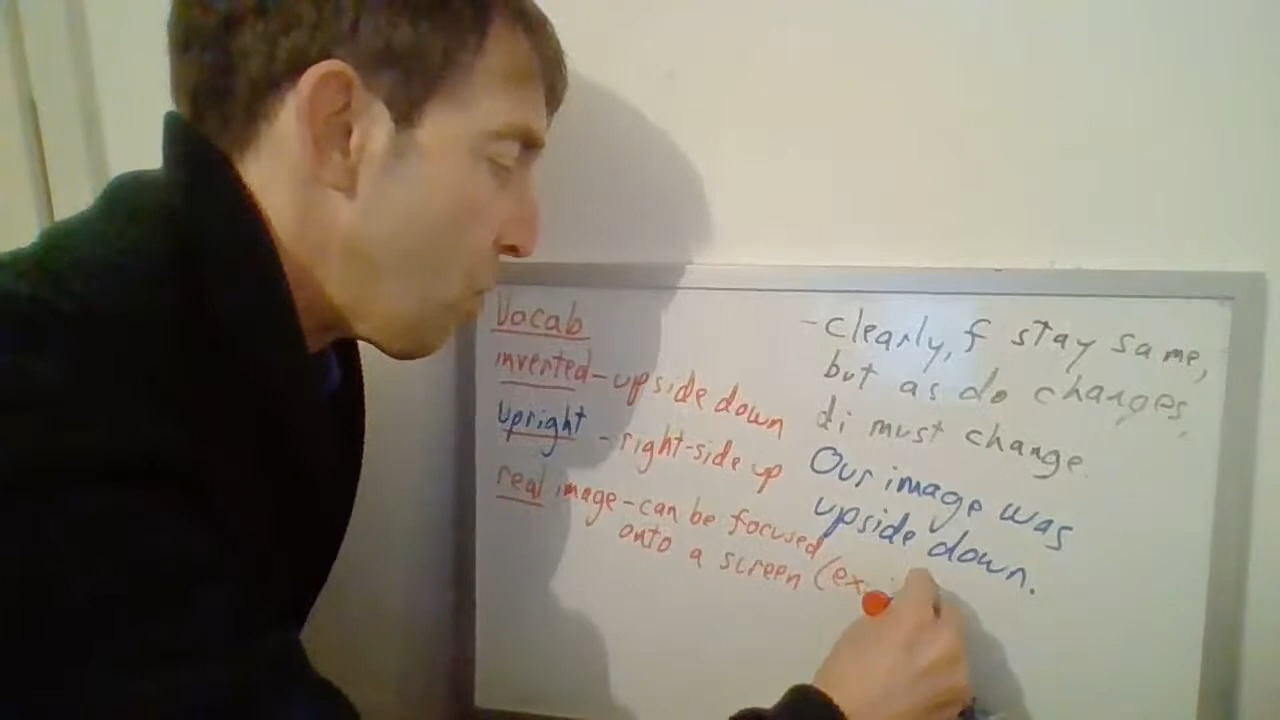 Vocab
inverted-upside down
upright - right-side up
real image-can be focused
onto a screen (ex.
-clearly, f stay same,
but as do changes,
di must change.
Our image was
upside down.